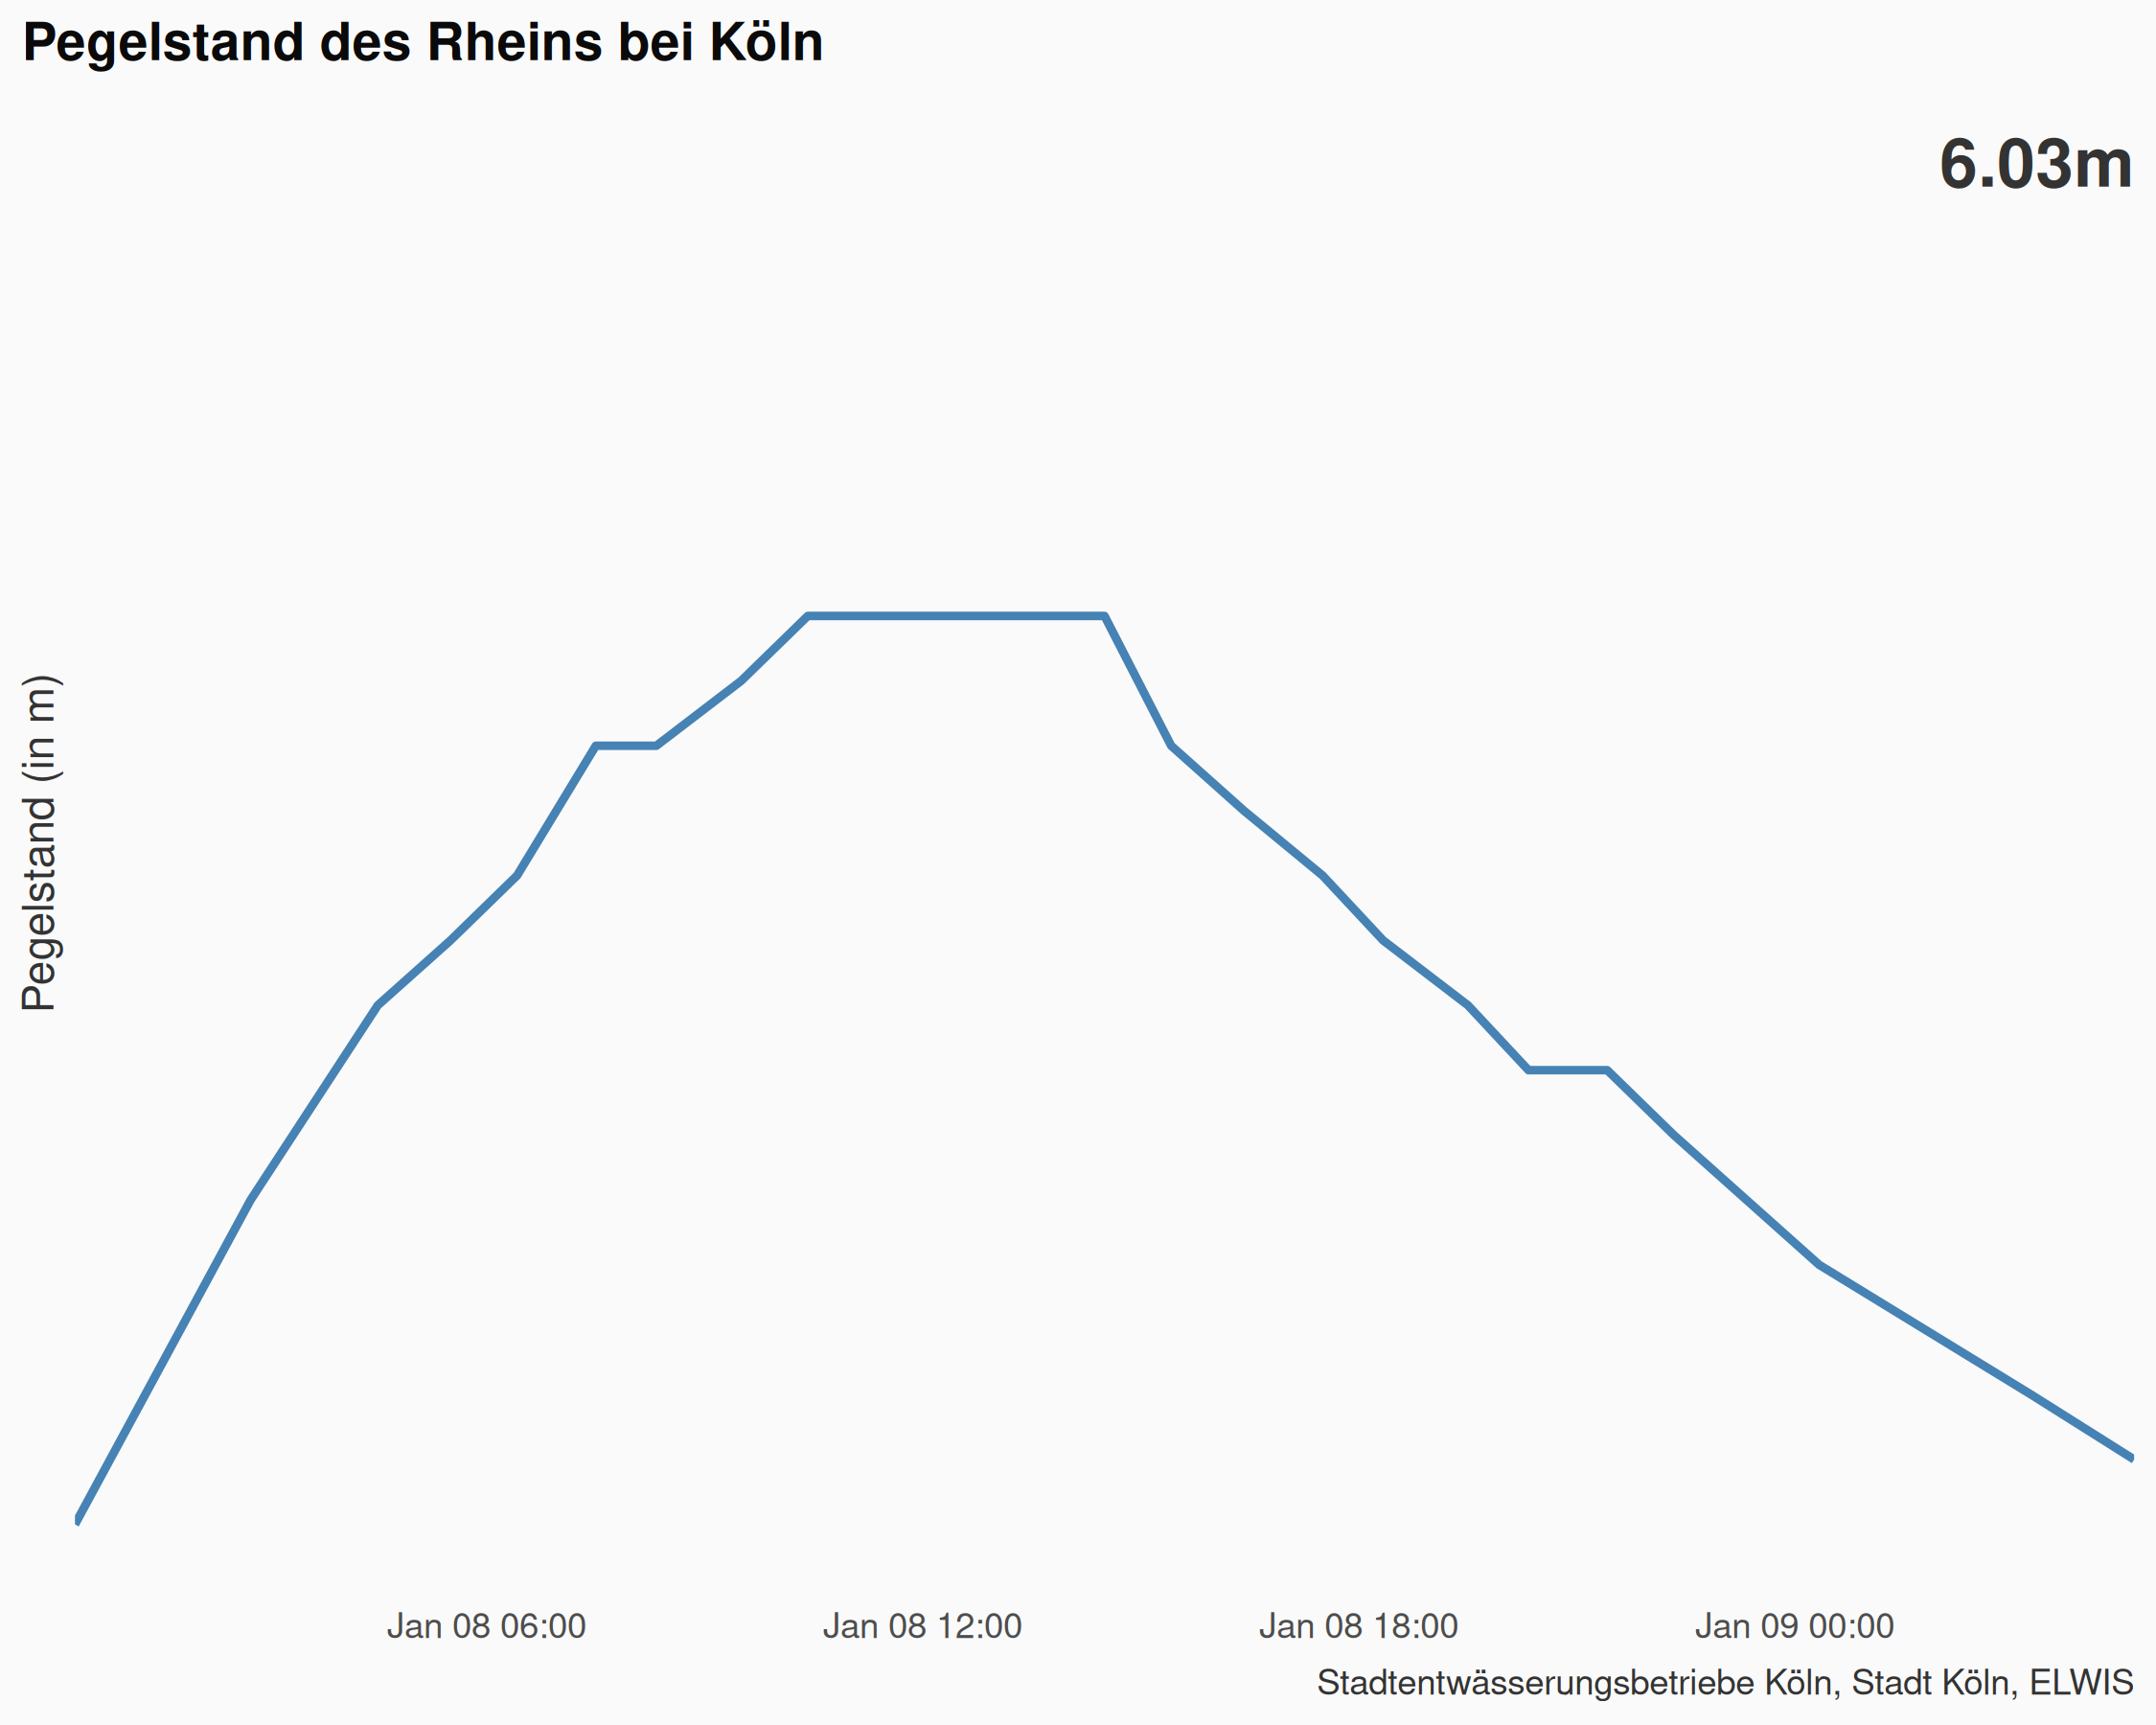 Pegelstand des Rheins bei Köln
6.03m
Pegelstand (in m)
Jan 08 06:00
Jan 08 12:00
Jan 08 18:00
Jan 09 00:00
Stadtentwässerungsbetriebe Köln, Stadt Köln, ELWIS